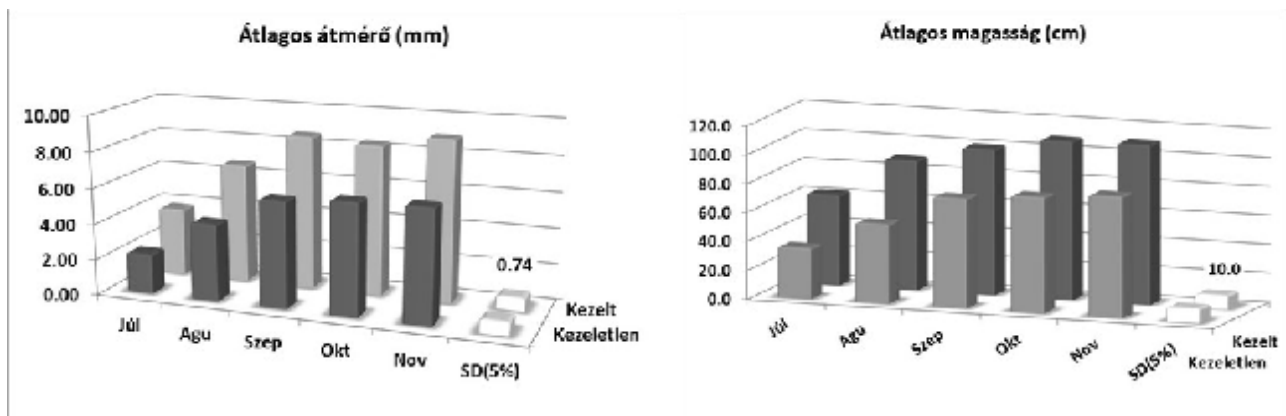 Átlagos átmérő (mm)
10.00
8.00
6.00
4.00
2.00
0.00
Júl
Agu
Szep
Okt
Nov
SD(5%)
0.74
Kezelt
Kezeletlen
Átlagos magasság (cm)
120.0
100.0
80.0
60.0
40.0
20.0
0.0
Júl
Agu
Szep
Okt
Nov
SD(5%)
10.0
Kezelt
Kezeletlen